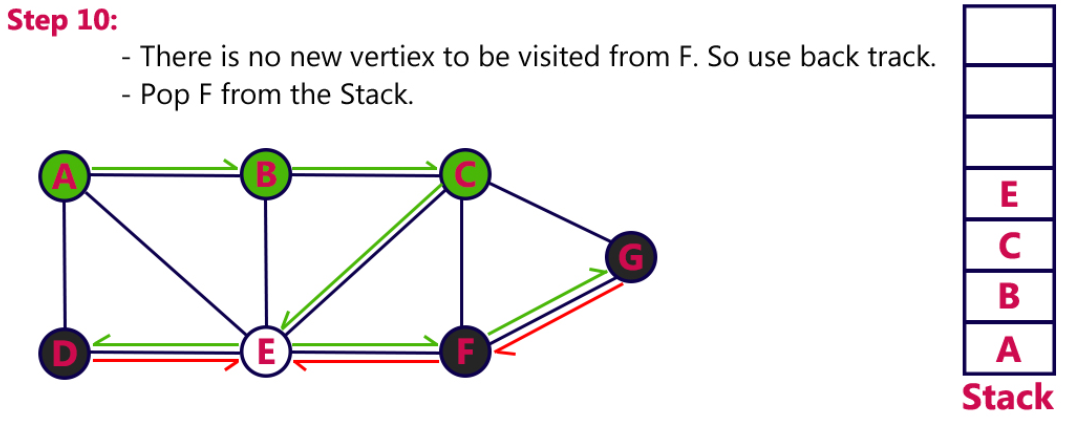 Step 10:
- There is no new vertiex to be visited from F. So use back track.
- Pop F from the Stack.
A B C
G
D E F
E
C
B
A
Stack